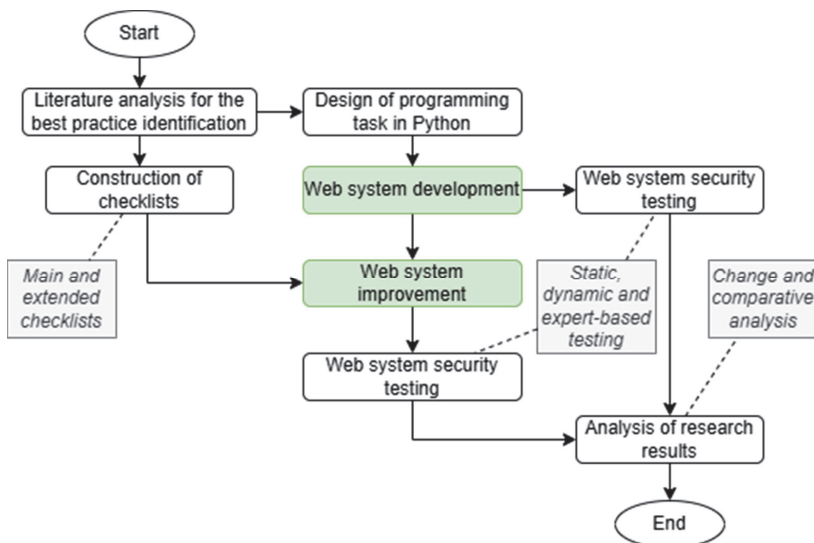 Start
Literature analysis for the
best practice identification
Design of programming
task in Python
Construction of
checklists
Web system development
Web system security
testing
Main and
extended
checklists
Web system
improvement
Static,
dynamic and
expert-based
testing
Change and
comparative
analysis
Web system security
testing
Analysis of research
results
End